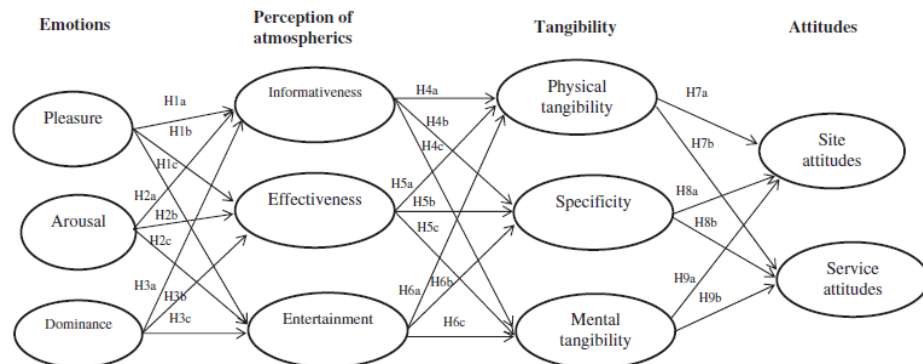 Emotions
Perception of
atmospherics
Tangibility
Attitudes
Pleasure
Arousal
Dominance
H1a
H1b
H1c
H2a
H2b
H2c
H3a
H3b
H3c
Informativeness
Effectiveness
Entertainment
H4a
H4b
H4c
H5a
H5b
H5c
H6a
H6b
H6c
Physical
tangibility
Specificity
Mental
tangibility
H7a
H7b
H8a
H8b
H9a
H9b
Site
attitudes
Service
attitudes